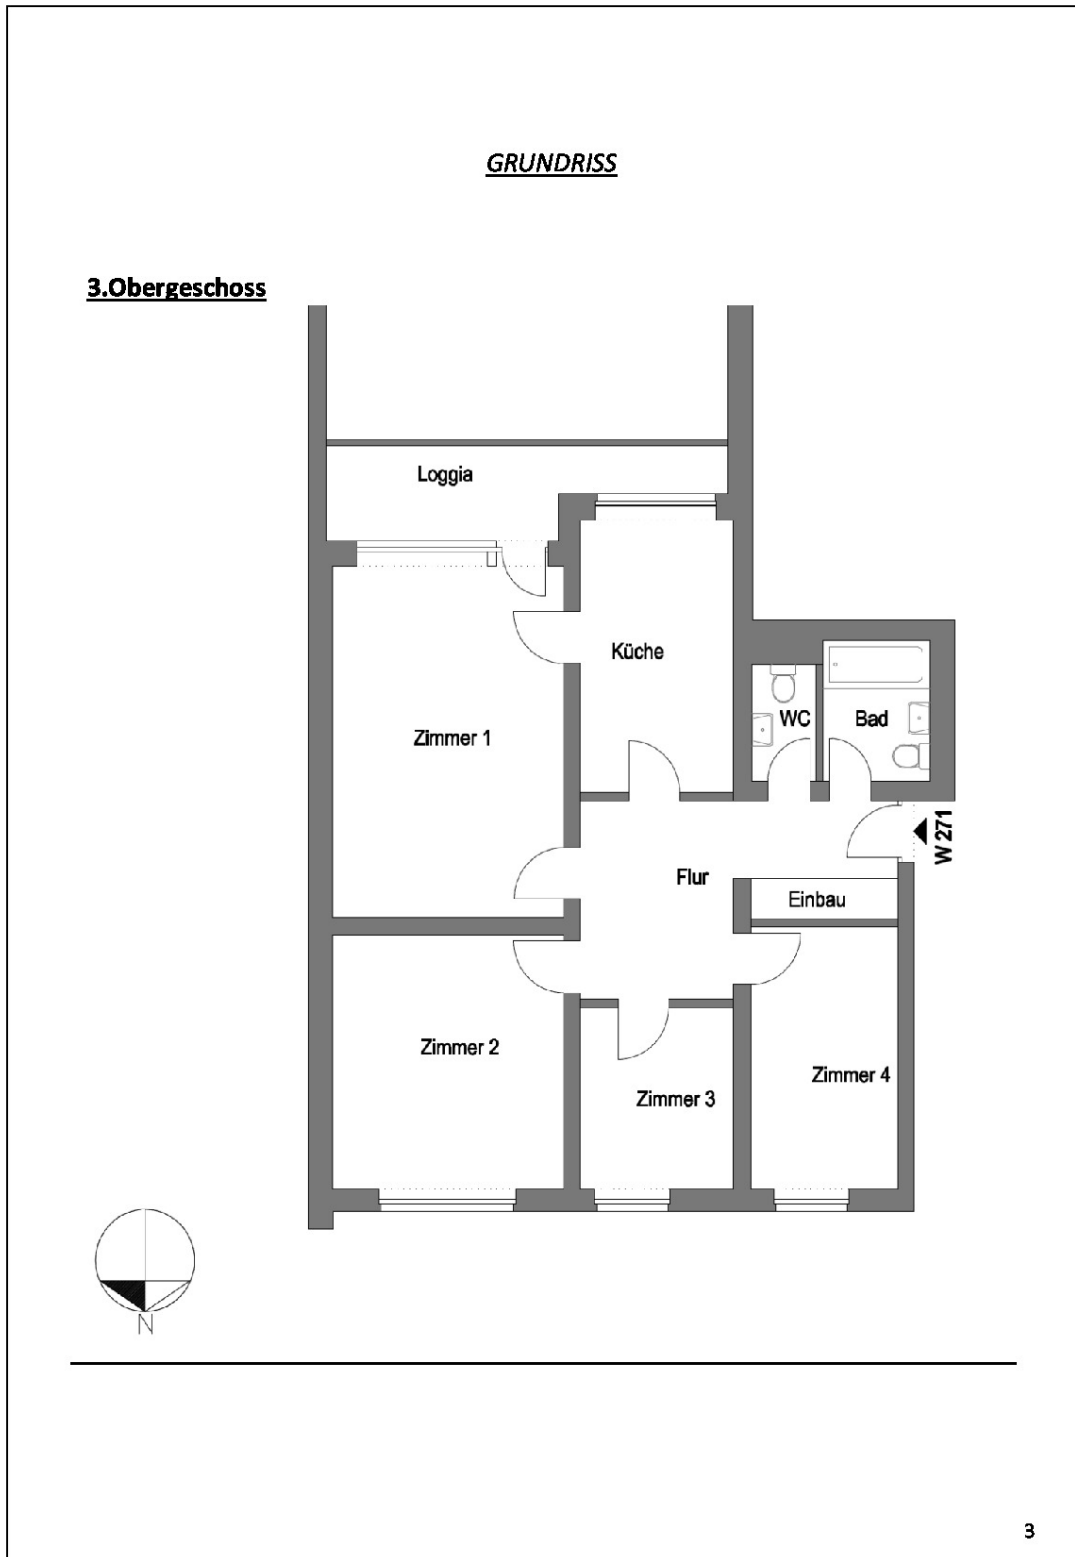 GRUNDRISS
3.Obergeschoss
Loggia
Küche
Zimmer 1
WC
Bad
W 271
Flur
Einbau
Zimmer 2
Zimmer 3
Zimmer 4
N
3